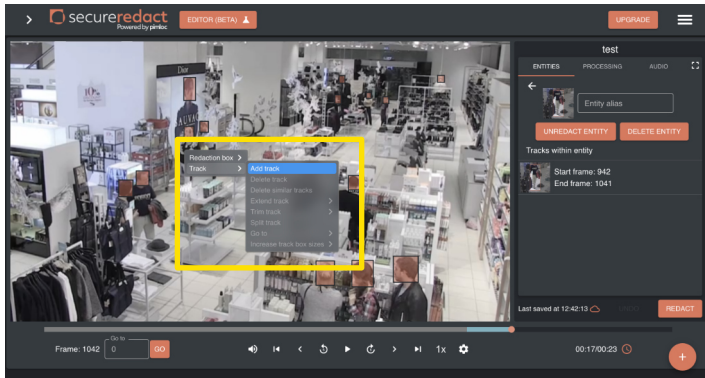 secureredact
Powered by pimloc
EDITOR (BETA)
UPGRADE
test
ENTITIES
PROCESSING
AUDIO
Entity alias
UNREDACT ENTITY
DELETE ENTITY
Tracks within entity
Start frame: 942
End frame: 1041
Dior
10%
Redaction box
Track
Add track
Delete track
Delete similar tracks
Extend track
Trim track
Split track
Go to
Increase track box sizes
Last saved at 12:42:13
REDACT
Frame: 1042
Go to
0
GO
1x
00:17/00:23